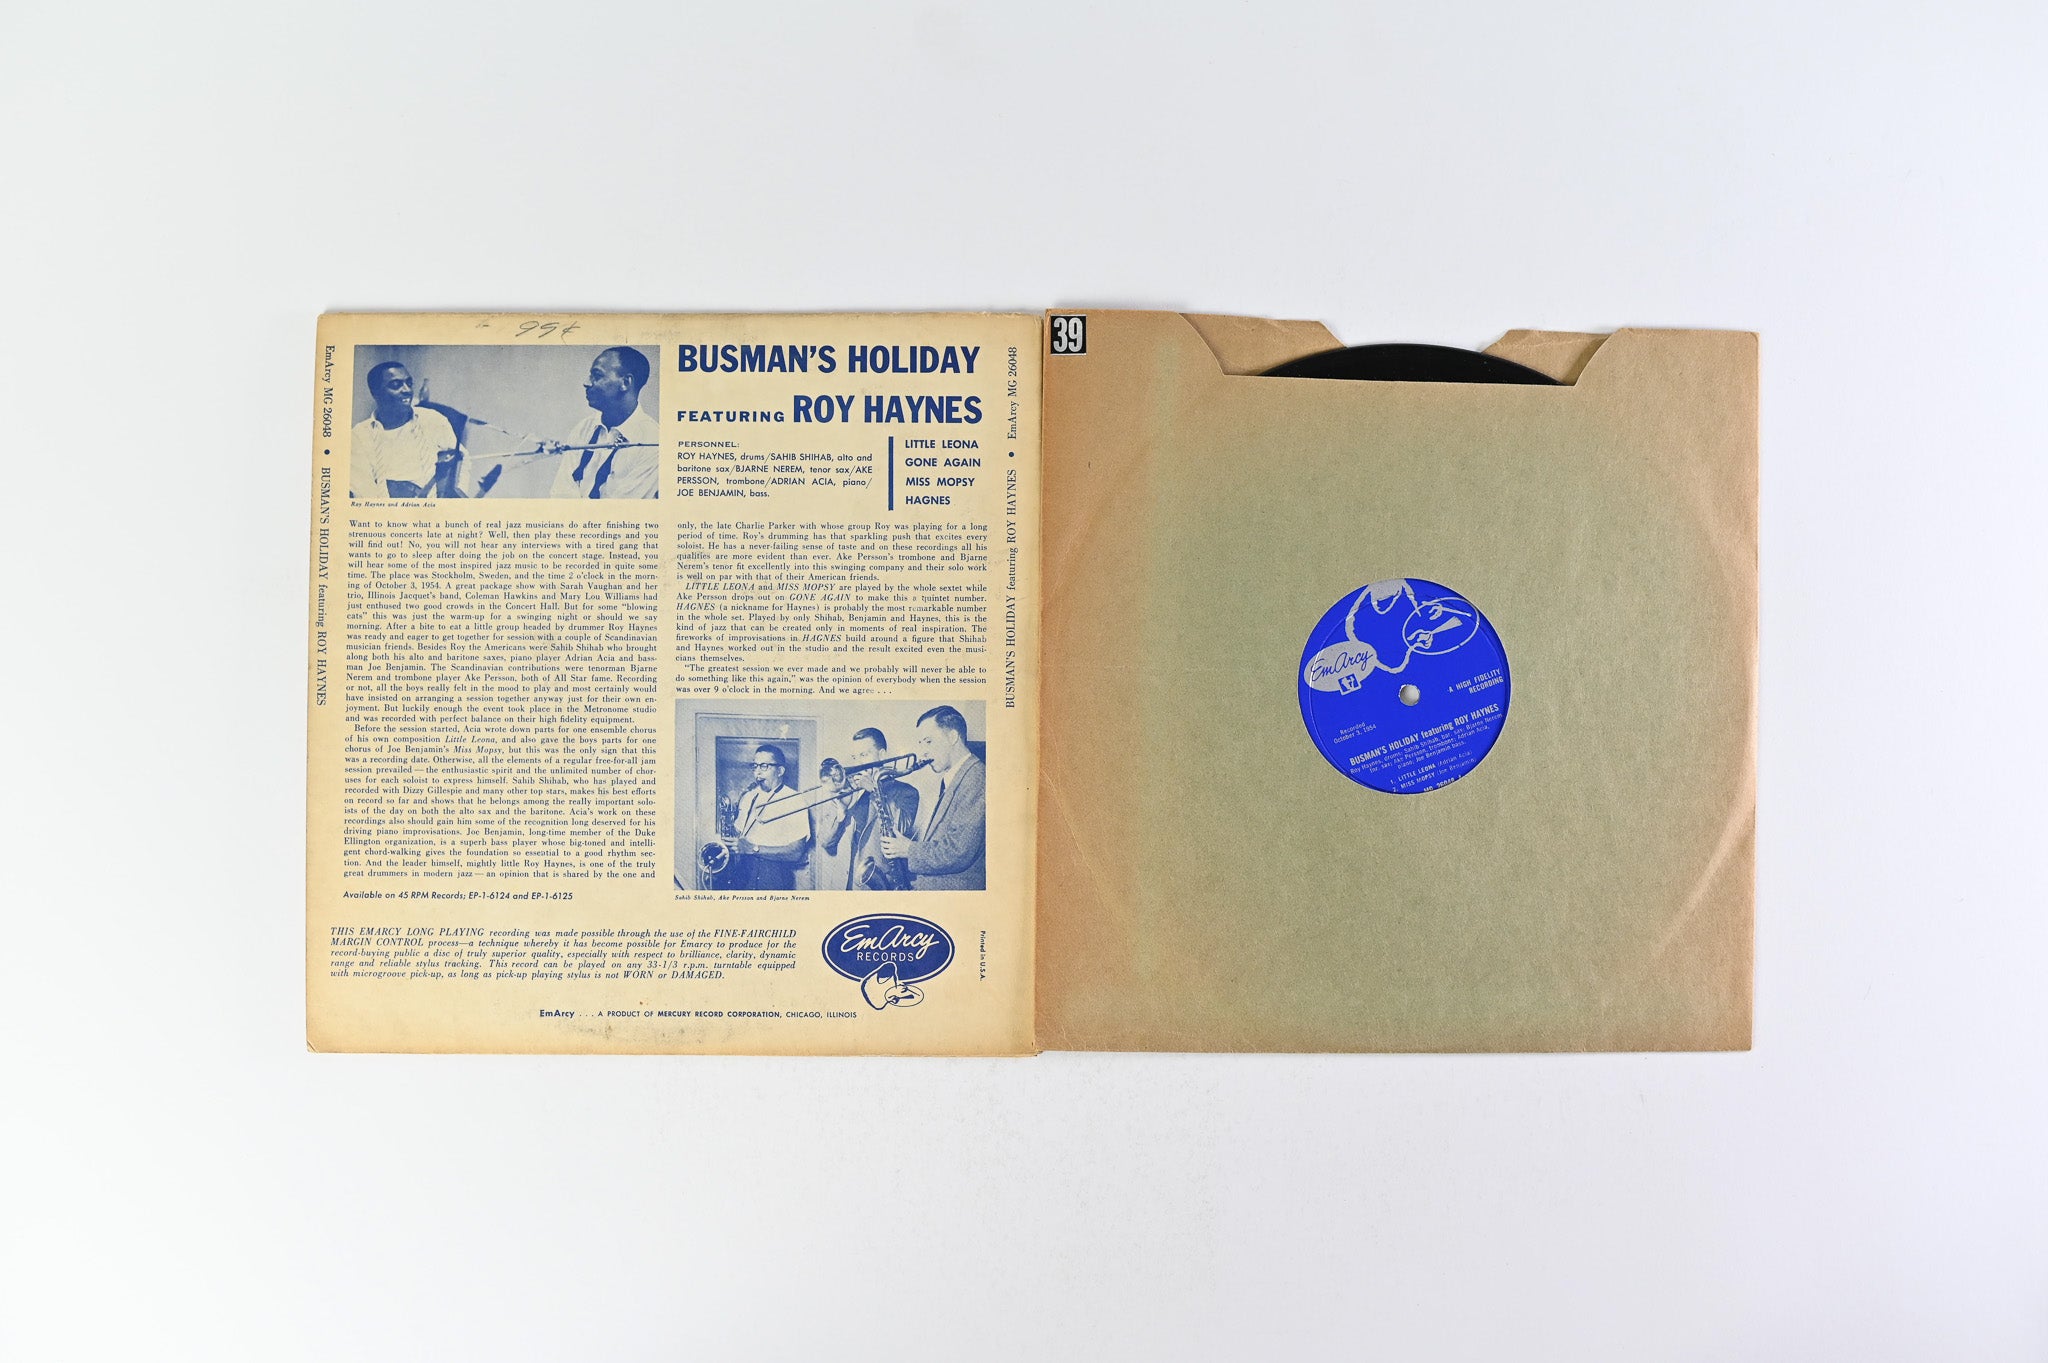 99¢
EmArcy MG 26048 • BUSMAN'S HOLIDAY featuring ROY HAYNES
Roy Haynes and Adrian Acia
BUSMAN'S HOLIDAY
FEATURING ROY HAYNES
PERSONNEL:
ROY HAYNES, drums/SAHIB SHIHAB, alto and
baritone sax/BJARNE NEREM, tenor sax/AKE
PERSSON, trombone/ADRIAN ACIA, piano/
JOE BENJAMIN, bass.
LITTLE LEONA
GONE AGAIN
MISS MOPSY
HAGNES
Want to know what a bunch of real jazz musicians do after finishing two
strenuous concerts late at night? Well, then play these recordings and you
will find out! No, you will not hear any interviews with a tired gang that
wants to go to sleep after doing the job on the concert stage. Instead, you
will hear some of the most inspired jazz music to be recorded in quite some
time. The place was Stockholm, Sweden, and the time 2 o'clock in the morn-
ing of October 3, 1954. A great package show with Sarah Vaughan and her
trio, Illinois Jacquet's band, Coleman Hawkins and Mary Lou Williams had
just enthused two good crowds in the Concert Hall. But for some "blowing
cats" this was just the warm-up for a swinging night or should we say
morning. After a bite to eat a little group headed by drummer Roy Haynes
was ready and eager to get together for session with a couple of Scandinavian
musician friends. Besides Roy the Americans were Sahib Shihab who brought
along both his alto and baritone saxes, piano player Adrian Acia and bass-
man Joe Benjamin. The Scandinavian contributions were tenorman Bjarne
Nerem and trombone player Ake Persson, both of All Star fame. Recording
or not, all the boys really felt in the mood to play and most certainly would
have insisted on arranging a session together anyway just for their own en-
joyment. But luckily enough the event took place in the Metronome studio
and was recorded with perfect balance on their high fidelity equipment.
Before the session started, Acia wrote down parts for one ensemble chorus
of his own composition Little Leona, and also gave the boys parts for one
chorus of Joe Benjamin's Miss Mopsy, but this was the only sign that this
was a recording date. Otherwise, all the elements of a regular free-for-all jam
session prevailed — the enthusiastic spirit and the unlimited number of chor-
uses for each soloist to express himself. Sahib Shihab, who has played and
recorded with Dizzy Gillespie and many other top stars, makes his best efforts
on record so far and shows that he belongs among the really important solo-
ists of the day on both the alto sax and the baritone. Acia's work on these
recordings also should gain him some of the recognition long deserved for his
driving piano improvisations. Joe Benjamin, long-time member of the Duke
Ellington organization, is a superb bass player whose big-toned and intelli-
gent chord-walking gives the foundation so essential to a good rhythm sec-
tion. And the leader himself, mightly little Roy Haynes, is one of the truly
great drummers in modern jazz — an opinion that is shared by the one and
only, the late Charlie Parker with whose group Roy was playing for a long
period of time. Roy's drumming has that sparkling push that excites every
soloist. He has a never-failing sense of taste and on these recordings all his
qualities are more evident than ever. Ake Persson's trombone and Bjarne
Nerem's tenor fit excellently into this swinging company and their solo work
is well on par with that of their American friends.
LITTLE LEONA and MISS MOPSY are played by the whole sextet while
Ake Persson drops out on GONE AGAIN to make this a quintet number.
HAGNES (a nickname for Haynes) is probably the most remarkable number
in the whole set. Played by only Shihab, Benjamin and Haynes, this is the
kind of jazz that can be created only in moments of real inspiration. The
fireworks of improvisations in HAGNES build around a figure that Shihab
and Haynes worked out in the studio and the result excited even the musi-
cians themselves.
"The greatest session we ever made and we probably will never be able to
do something like this again," was the opinion of everybody when the session
was over 9 o'clock in the morning. And we agree . . .
Sahib Shihab, Ake Persson and Bjarne Nerem
Available on 45 RPM Records; EP-1-6124 and EP-1-6125
THIS EMARCY LONG PLAYING recording was made possible through the use of the FINE-FAIRCHILD
MARGIN CONTROL process—a technique whereby it has become possible for Emarcy to produce for the
record-buying public a disc of truly superior quality, especially with respect to brilliance, clarity, dynamic
range and reliable stylus tracking. This record can be played on any 33-1/3 r.p.m. turntable equipped
with microgroove pick-up, as long as pick-up playing stylus is not WORN or DAMAGED.
EmArcy
RECORDS
Printed in U.S.A.
EmArcy . . . A PRODUCT OF MERCURY RECORD CORPORATION, CHICAGO, ILLINOIS
EmArcy MG 26048 • BUSMAN'S HOLIDAY featuring ROY HAYNES
39
EmArcy
A HIGH FIDELITY
RECORDING
Recorded
October 3, 1954
BUSMAN'S HOLIDAY featuring ROY HAYNES
Roy Haynes, drums; Sahib Shihab, bar. sax; Bjarne Nerem
tnr. sax; Ake Persson, trombone; Adrian Acia,
piano; Joe Benjamin bass.
1. LITTLE LEONA (Adrian Acia)
2. MISS MOPSY (Joe Benjamin)